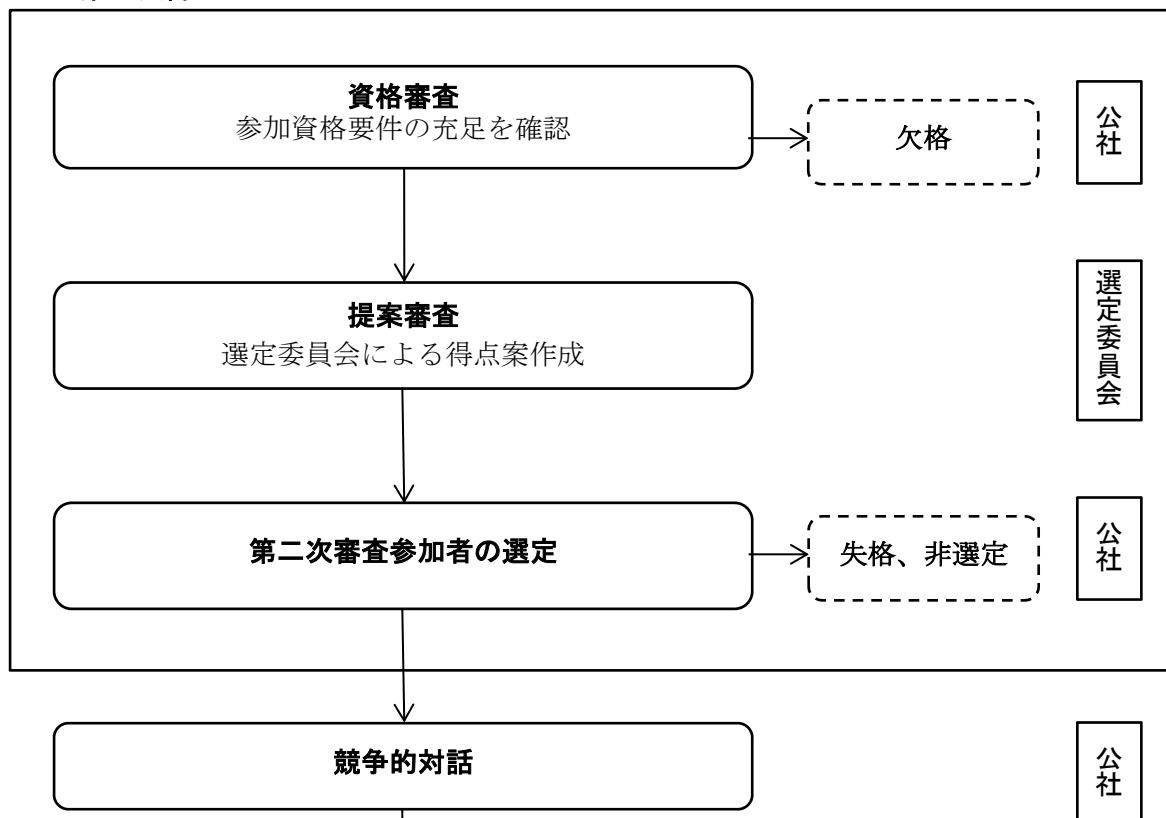 資格審査
参加資格要件の充足を確認
欠格
公社
提案審査
選定委員会による得点案作成
選定委員会
第二次審査参加者の選定
失格、非選定
公社
競争的対話
公社